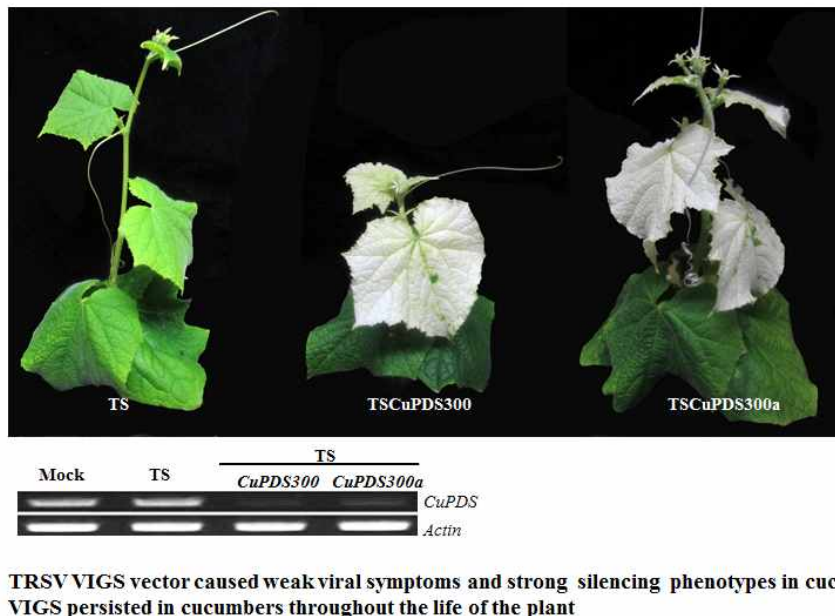 TS
TSCuPDS300
TSCuPDS300a
TS
Mock
TS
CuPDS300
CuPDS300a
CuPDS
Actin
TRSV VIGS vector caused weak viral symptoms and strong silencing phenotypes in cuc
VIGS persisted in cucumbers throughout the life of the plant